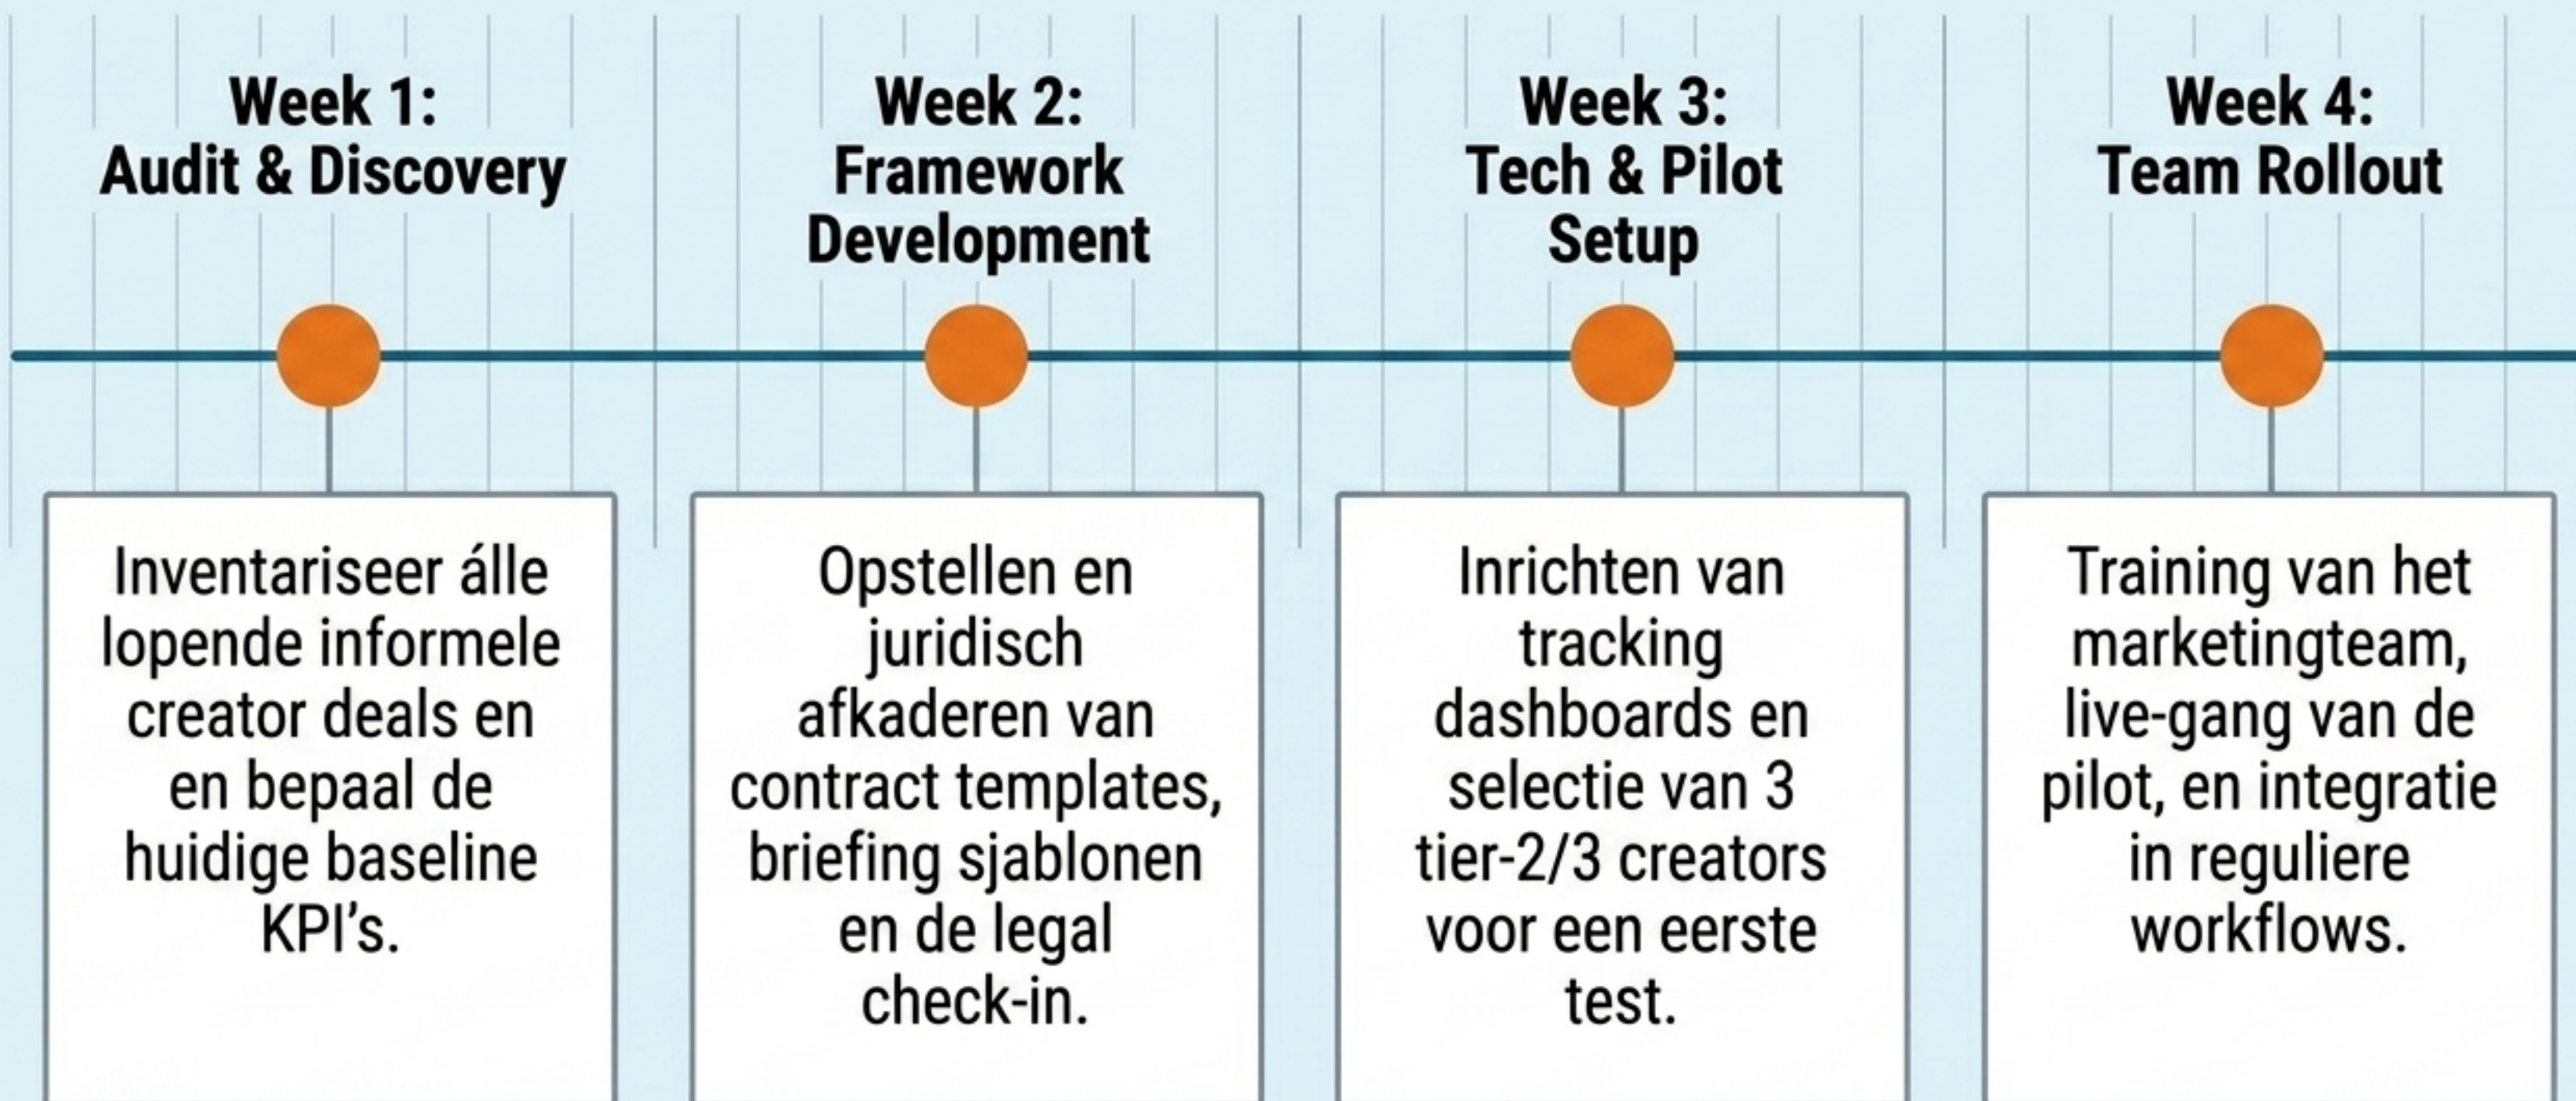 Week 1:
Audit & Discovery
Inventariseer álle
lopende informele
creator deals en
en bepaal de
huidige baseline
KPI’s.
Week 2:
Framework
Development
Opstellen en
juridisch
afkaderen van
contract templates,
briefing sjablonen
en de legal
check-in.
Week 3:
Tech & Pilot
Setup
Inrichten van
tracking
dashboards en
selectie van 3
tier-2/3 creators
voor een eerste
test.
Week 4:
Team Rollout
Training van het
marketingteam,
live-gang van de
pilot, en integratie
in reguliere
workflows.